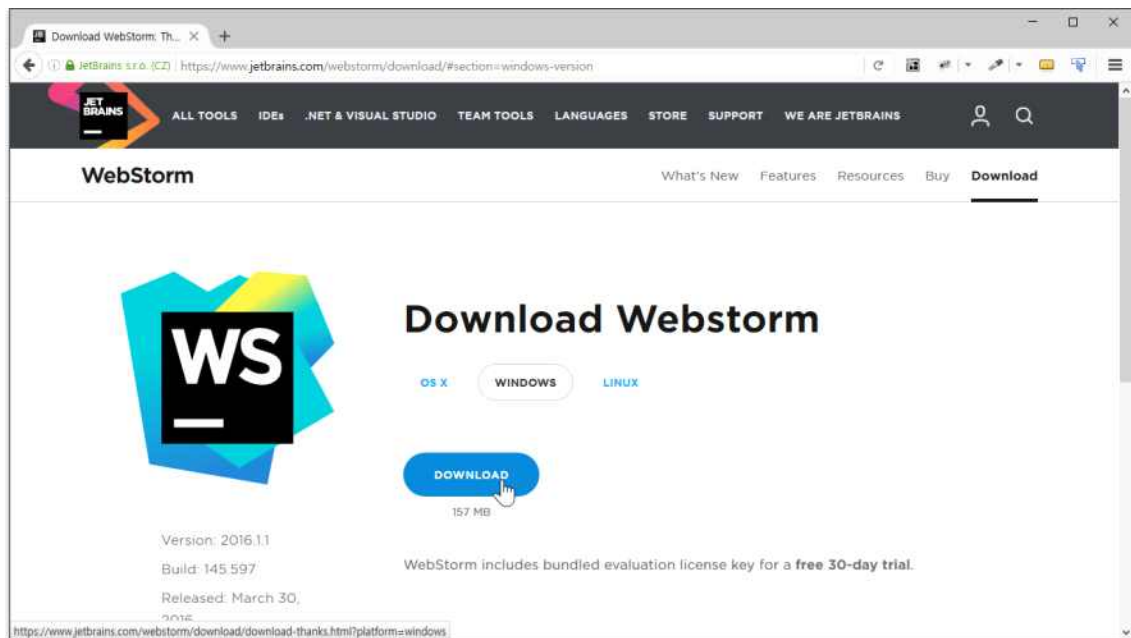 Download WebStorm: Th...
JetBrains s.r.o. (CZ) https://www.jetbrains.com/webstorm/download/#section=windows-version
JET BRAINS
ALL TOOLS IDEs .NET & VISUAL STUDIO TEAM TOOLS LANGUAGES STORE SUPPORT WE ARE JETBRAINS
WebStorm
What's New Features Resources Buy Download
WS
Download Webstorm
OS X WINDOWS LINUX
DOWNLOAD
157 MB
Version: 2016.1.1
Build: 145.597
Released: March 30,
2016
WebStorm includes bundled evaluation license key for a free 30-day trial.
https://www.jetbrains.com/webstorm/download/download-thanks.html?platform=windows